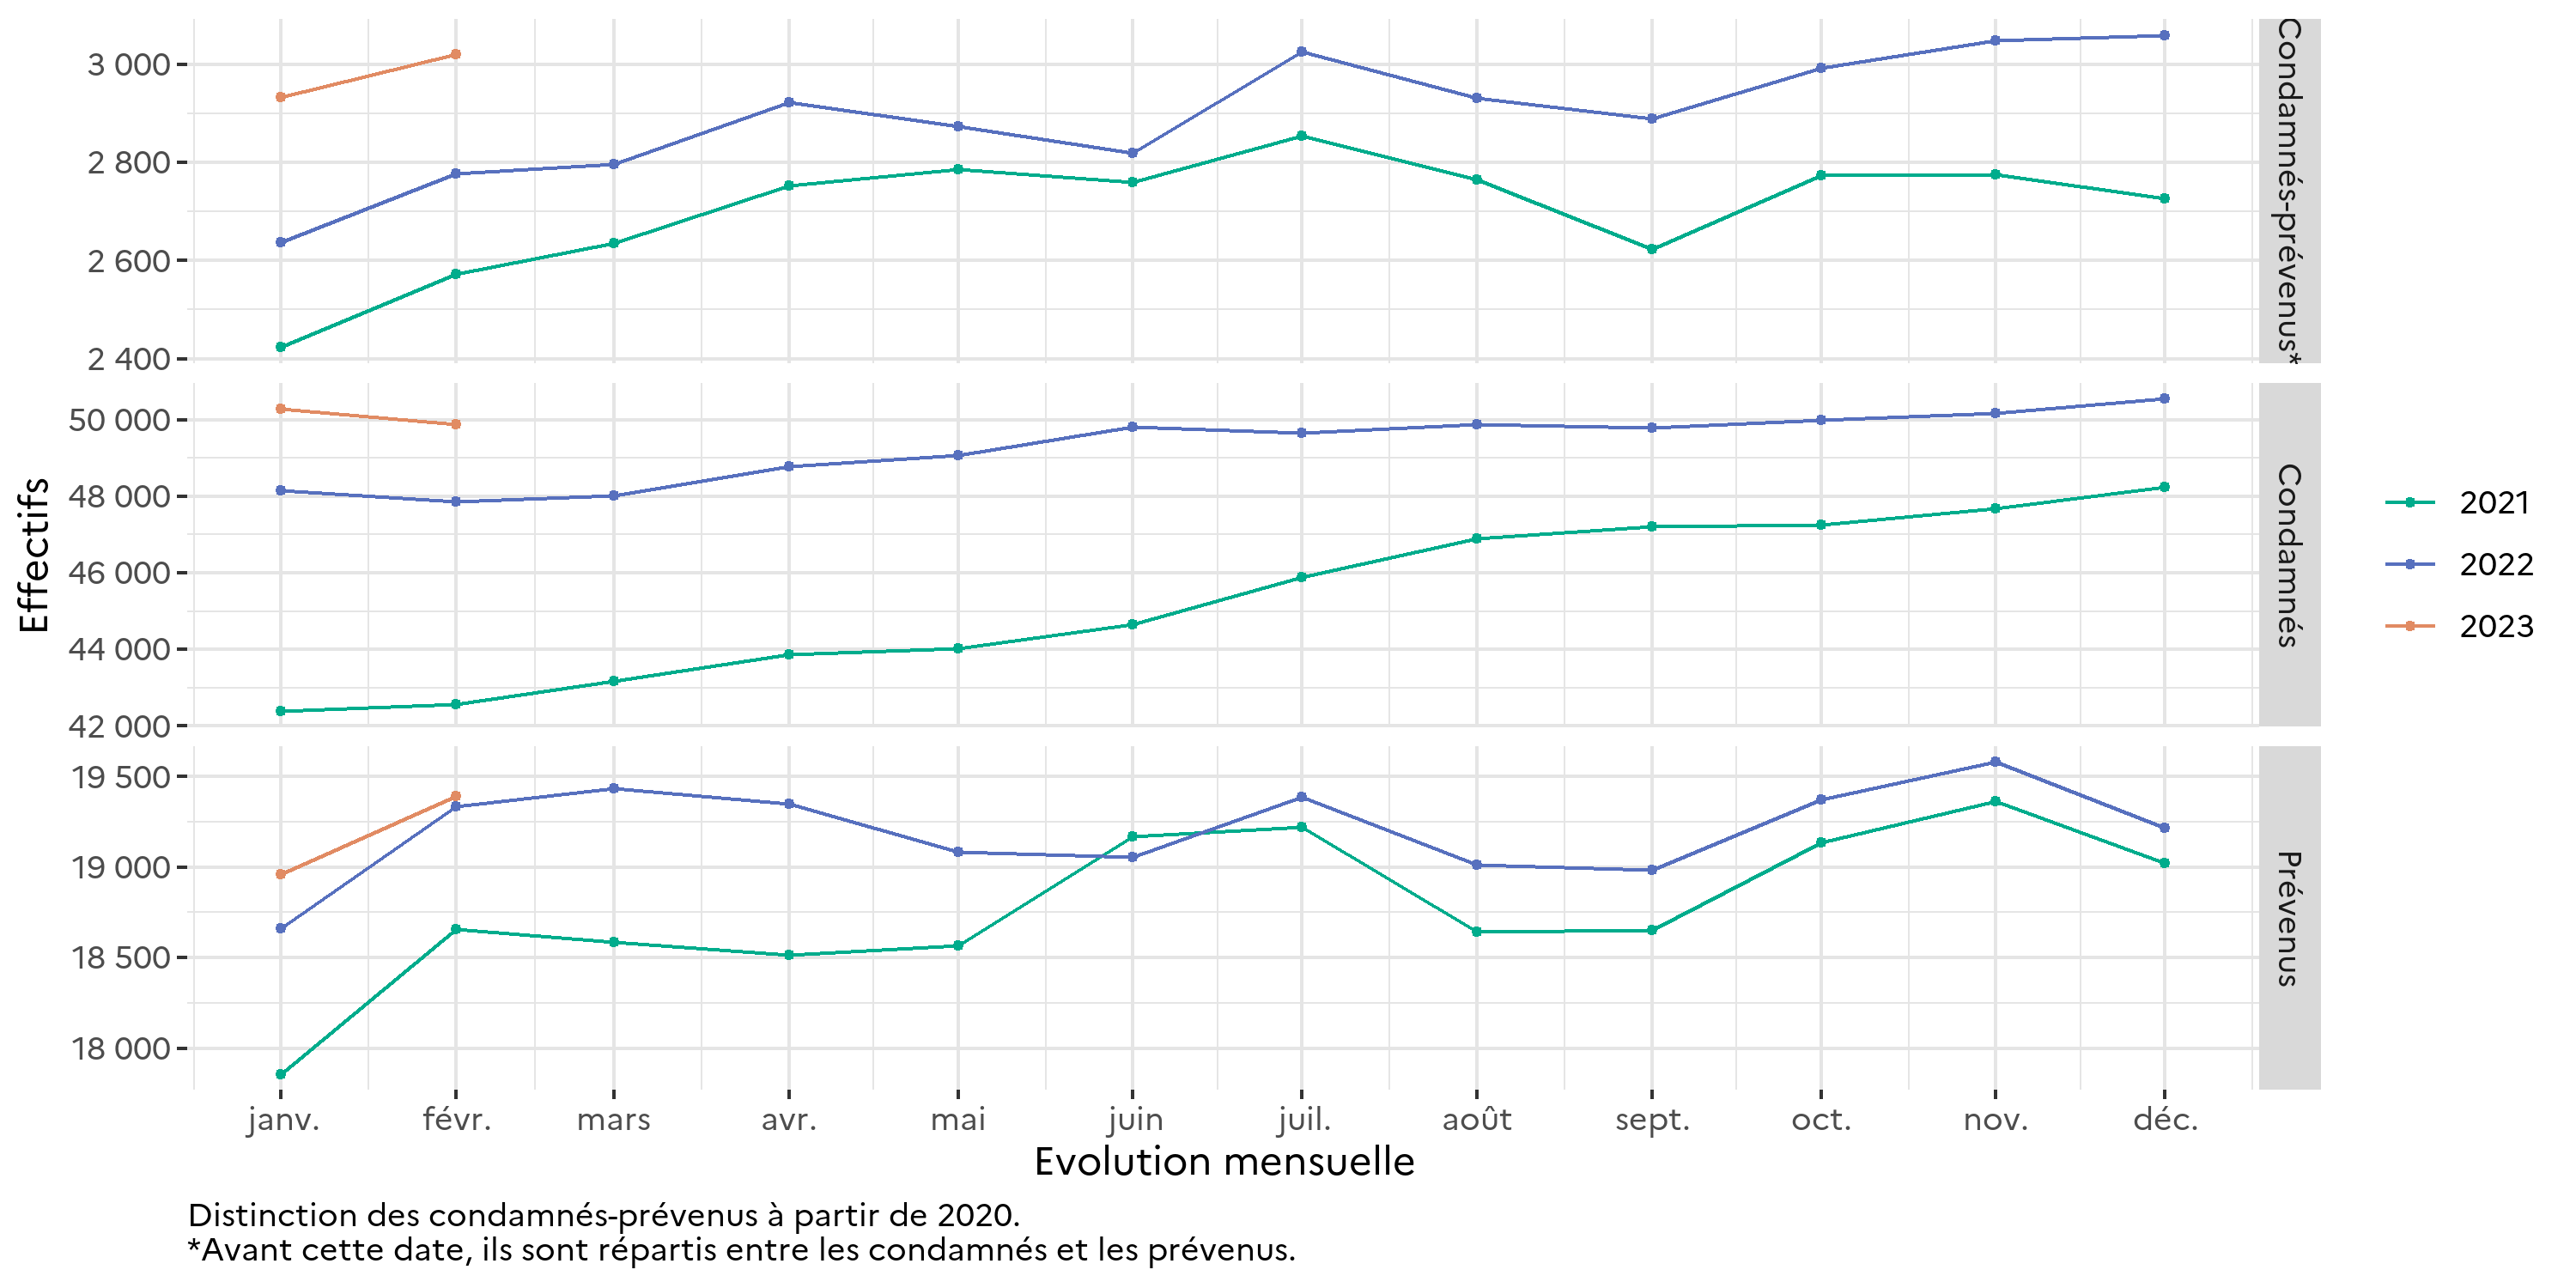 3 000
2 800
2 600
2 400
Condamnés-prévenus*
50 000
48 000
46 000
44 000
42 000
Condamnés
19 500
19 000
18 500
18 000
Prévenus
Effectifs
janv. févr. mars avr. mai juin juil. août sept. oct. nov. déc.
Evolution mensuelle
2021
2022
2023
Distinction des condamnés-prévenus à partir de 2020.
*Avant cette date, ils sont répartis entre les condamnés et les prévenus.